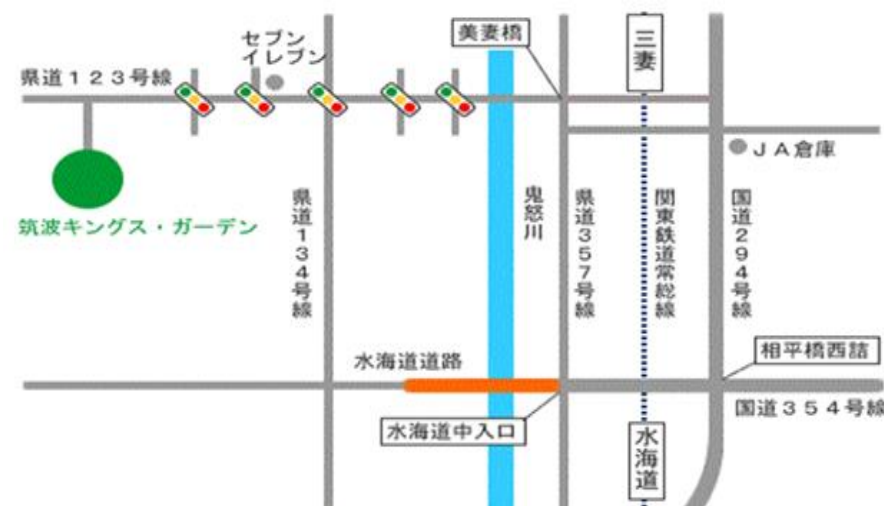 セブン
イレブン
美妻橋
三妻
県道123号線
JA倉庫
筑波キングス・ガーデン
県道134号線
鬼怒川
県道357号線
関東鉄道常総線
国道294号線
水海道道路
相平橋西詰
国道354号線
水海道中入口
水海道